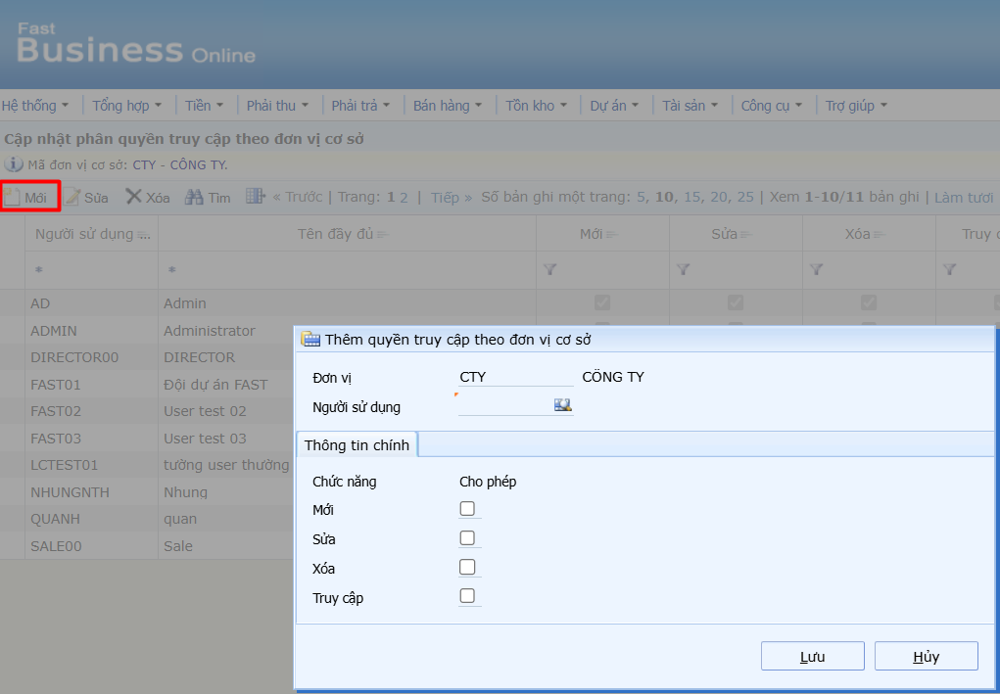 Fast
Business Online
Hệ thống Tổng hợp Tiền Phải thu Phải trả Bán hàng Tồn kho Dự án Tài sản Công cụ Trợ giúp
Cập nhật phân quyền truy cập theo đơn vị cơ sở
Mã đơn vị cơ sở: CTY - CÔNG TY.
Mới Sửa Xóa Tìm « Trước | Trang: 1 2 | Tiếp » Số bản ghi một trang: 5, 10, 15, 20, 25 | Xem 1-10/11 bản ghi | Làm tươi
Người sử dụng ... Tên đầy đủ Mới Sửa Xóa Truy
AD Admin
ADMIN Administrator
DIRECTOR00 DIRECTOR
FAST01 Đội dự án FAST
FAST02 User test 02
FAST03 User test 03
LCTEST01 tưởng user thường
NHUNGNTH Nhung
QUANH quan
SALE00 Sale
Thêm quyền truy cập theo đơn vị cơ sở
Đơn vị CTY CÔNG TY
Người sử dụng
Thông tin chính
Chức năng Cho phép
Mới
Sửa
Xóa
Truy cập
Lưu Hủy